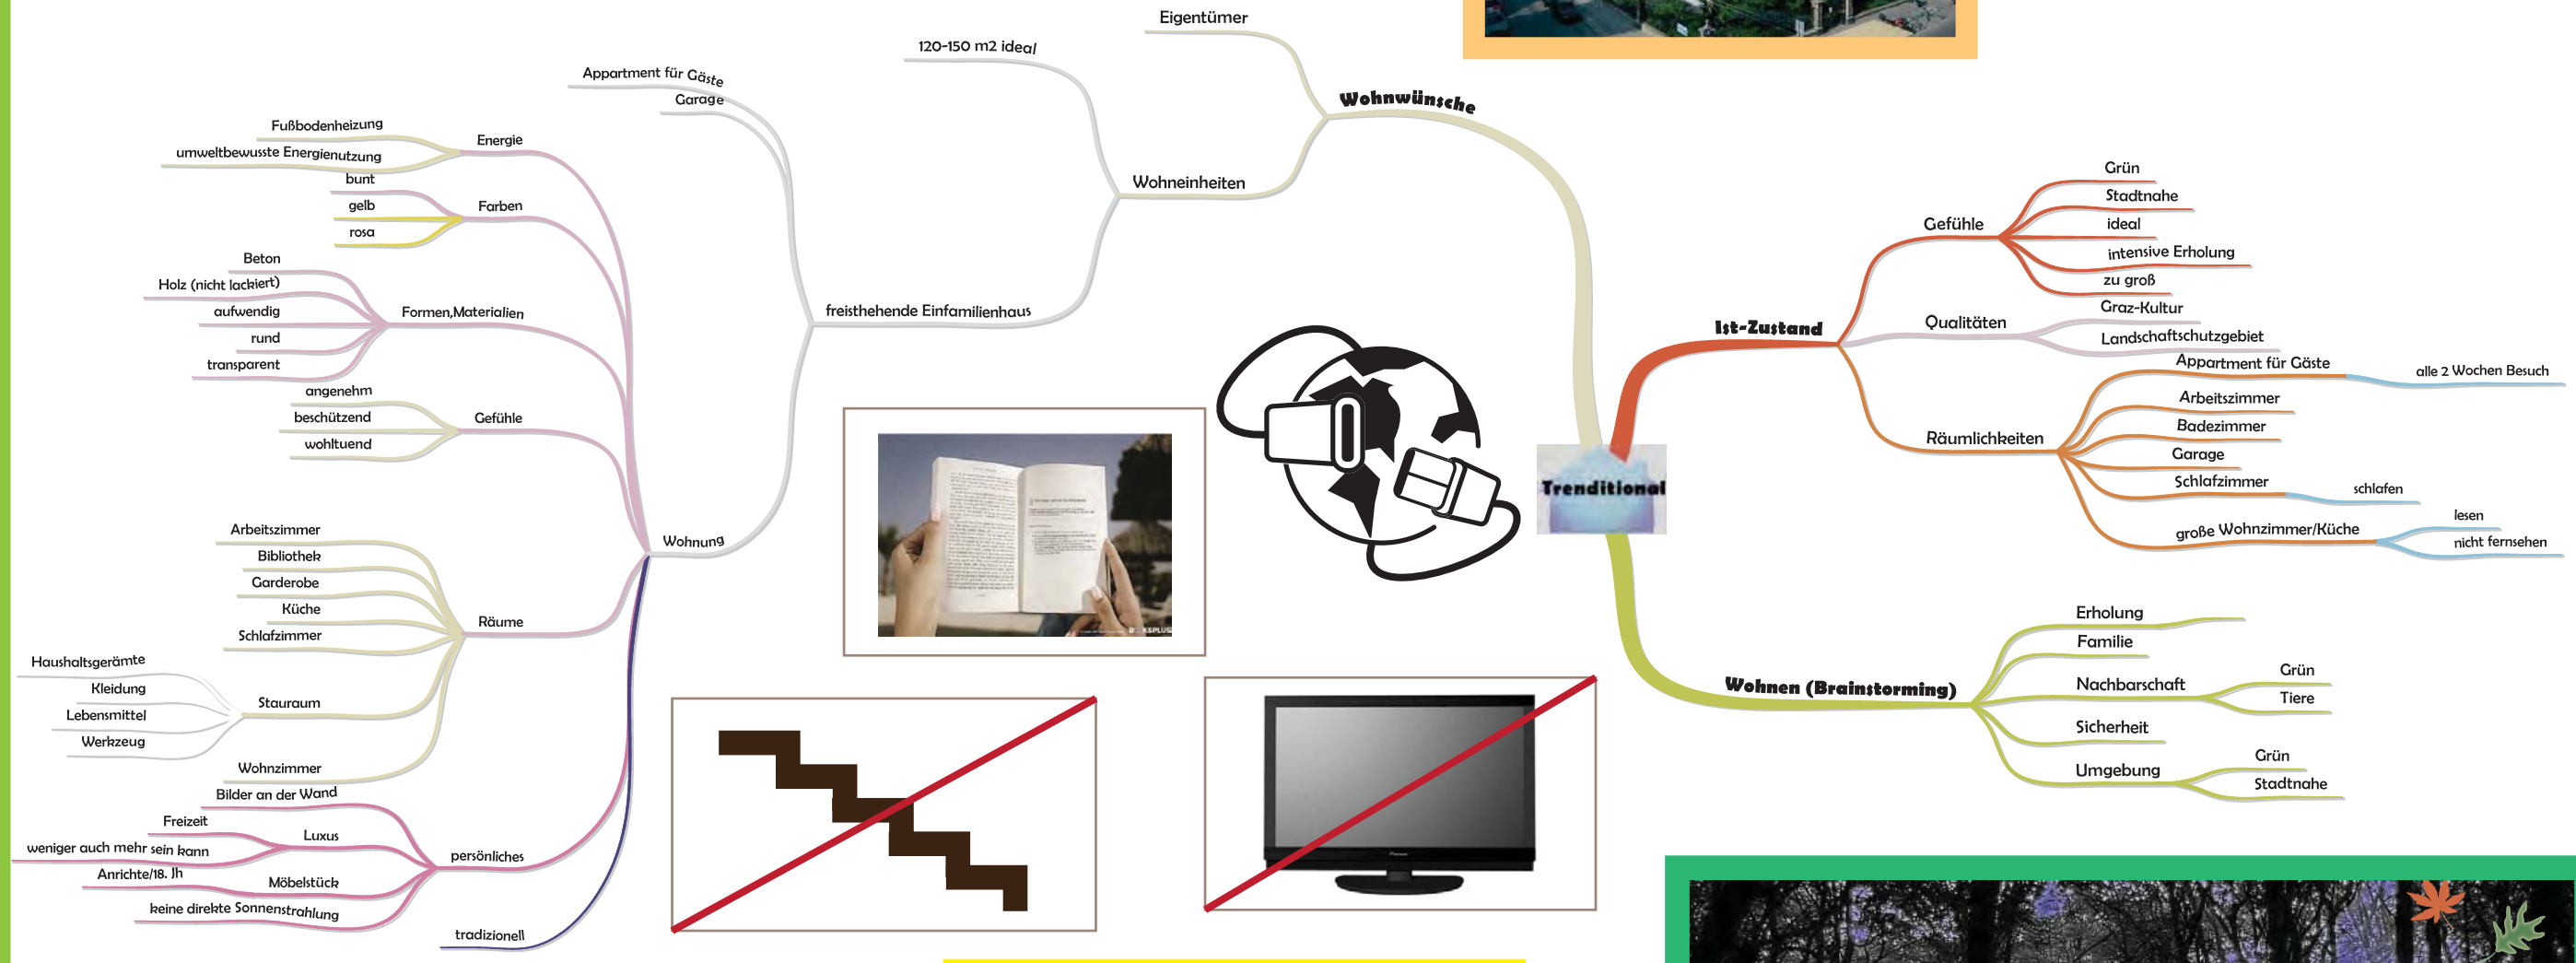 Eigentümer
120-150 m2 ideal
Wohnwünsche
Wohneinheiten
Appartment für Gäste
Garage
freisthehende Einfamilienhaus
Wohnung
Energie
Fußbodenheizung
umweltbewusste Energienutzung
Farben
bunt
gelb
rosa
Formen,Materialien
Beton
Holz (nicht lackiert)
aufwendig
rund
transparent
Gefühle
angenehm
beschützend
wohltuend
Räume
Arbeitszimmer
Bibliothek
Garderobe
Küche
Schlafzimmer
Stauraum
Haushaltsgerämte
Kleidung
Lebensmittel
Werkzeug
Wohnzimmer
persönliches
Bilder an der Wand
Luxus
Freizeit
weniger auch mehr sein kann
Möbelstück
Anrichte/18. Jh
keine direkte Sonnenstrahlung
tradizionell
Trenditional
Ist-Zustand
Gefühle
Grün
Stadtnahe
ideal
intensive Erholung
zu groß
Qualitäten
Graz-Kultur
Landschaftschutzgebiet
Räumlichkeiten
Appartment für Gäste
alle 2 Wochen Besuch
Arbeitszimmer
Badezimmer
Garage
Schlafzimmer
schlafen
große Wohnzimmer/Küche
lesen
nicht fernsehen
Wohnen (Brainstorming)
Erholung
Familie
Nachbarschaft
Grün
Tiere
Sicherheit
Umgebung
Grün
Stadtnahe